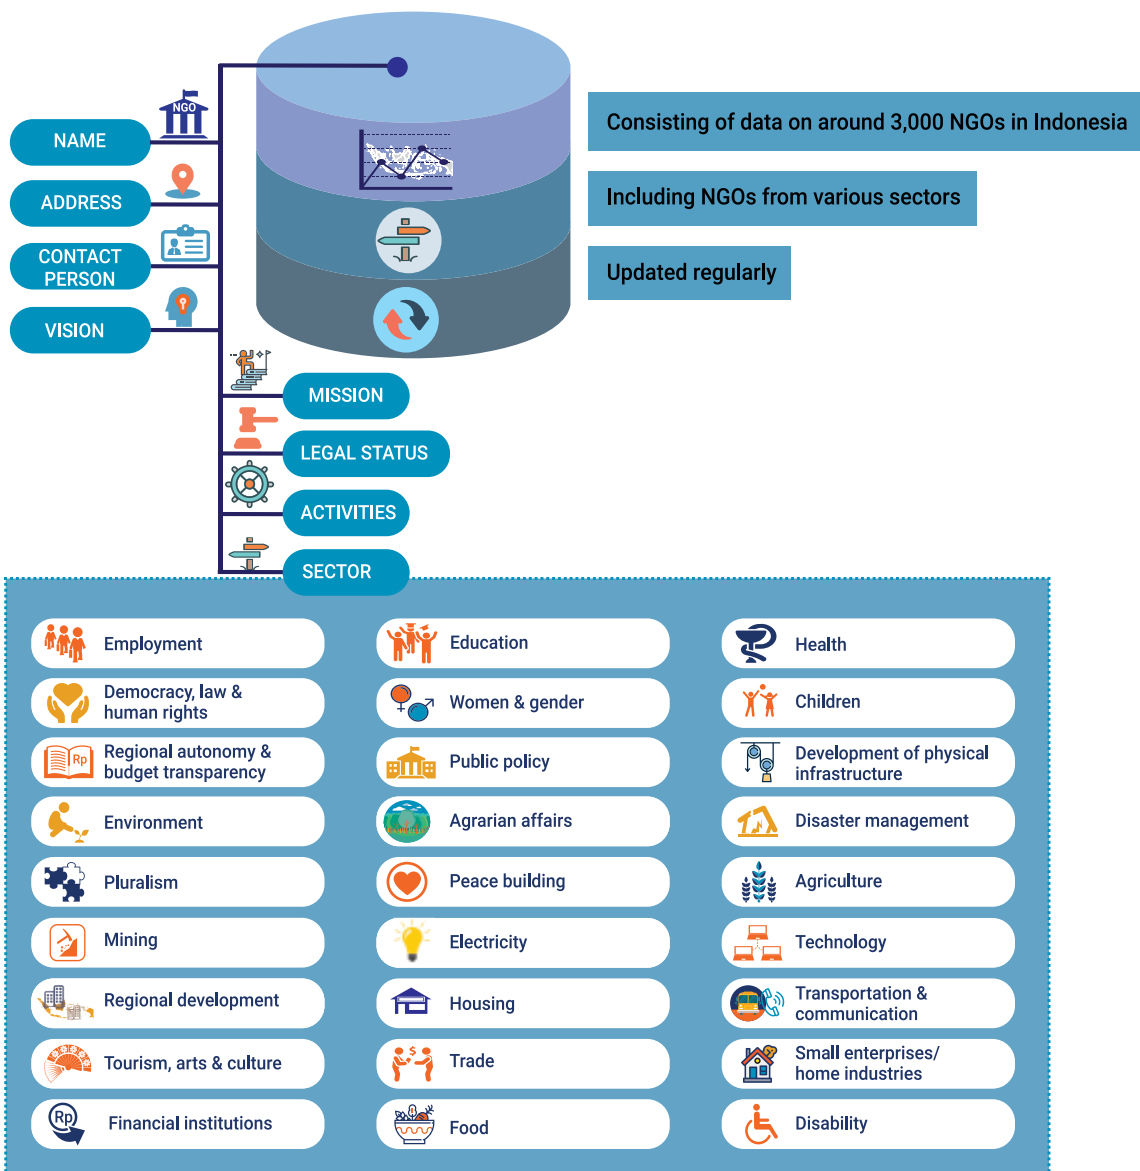 NGO
NAME
ADDRESS
CONTACT
PERSON
VISION
Consisting of data on around 3,000 NGOs in Indonesia
Including NGOs from various sectors
Updated regularly
MISSION
LEGAL STATUS
ACTIVITIES
SECTOR
Employment
Democracy, law &
human rights
Rp
Regional autonomy &
budget transparency
Environment
Pluralism
Mining
Regional development
Tourism, arts & culture
Rp
Financial institutions
Education
Women & gender
Public policy
Agrarian affairs
Peace building
Electricity
Housing
$
Trade
Food
Health
Children
Development of physical
infrastructure
Disaster management
Agriculture
Technology
Transportation &
communication
Small enterprises/
home industries
Disability